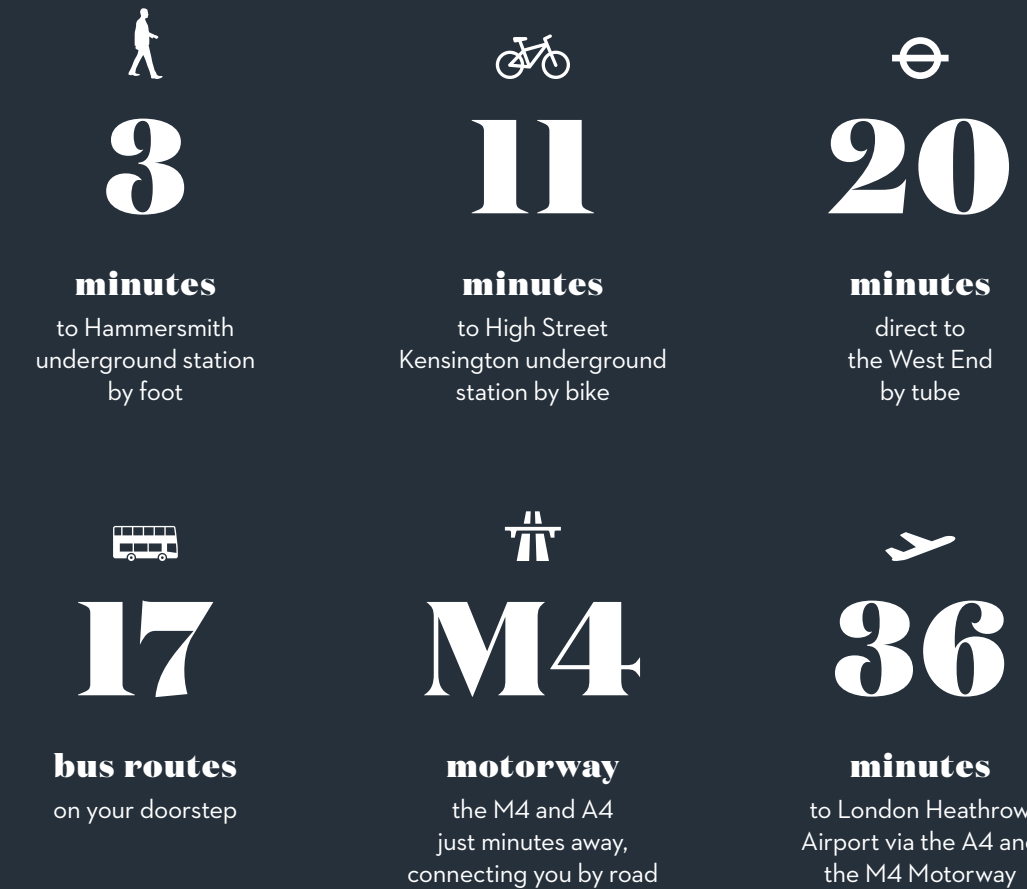 3
minutes
to Hammersmith
underground station
by foot
11
minutes
to High Street
Kensington underground
station by bike
20
minutes
direct to
the West End
by tube
17
bus routes
on your doorstep
M4
motorway
the M4 and A4
just minutes away,
connecting you by road
36
minutes
to London Heathrow
Airport via the A4 and
the M4 Motorway